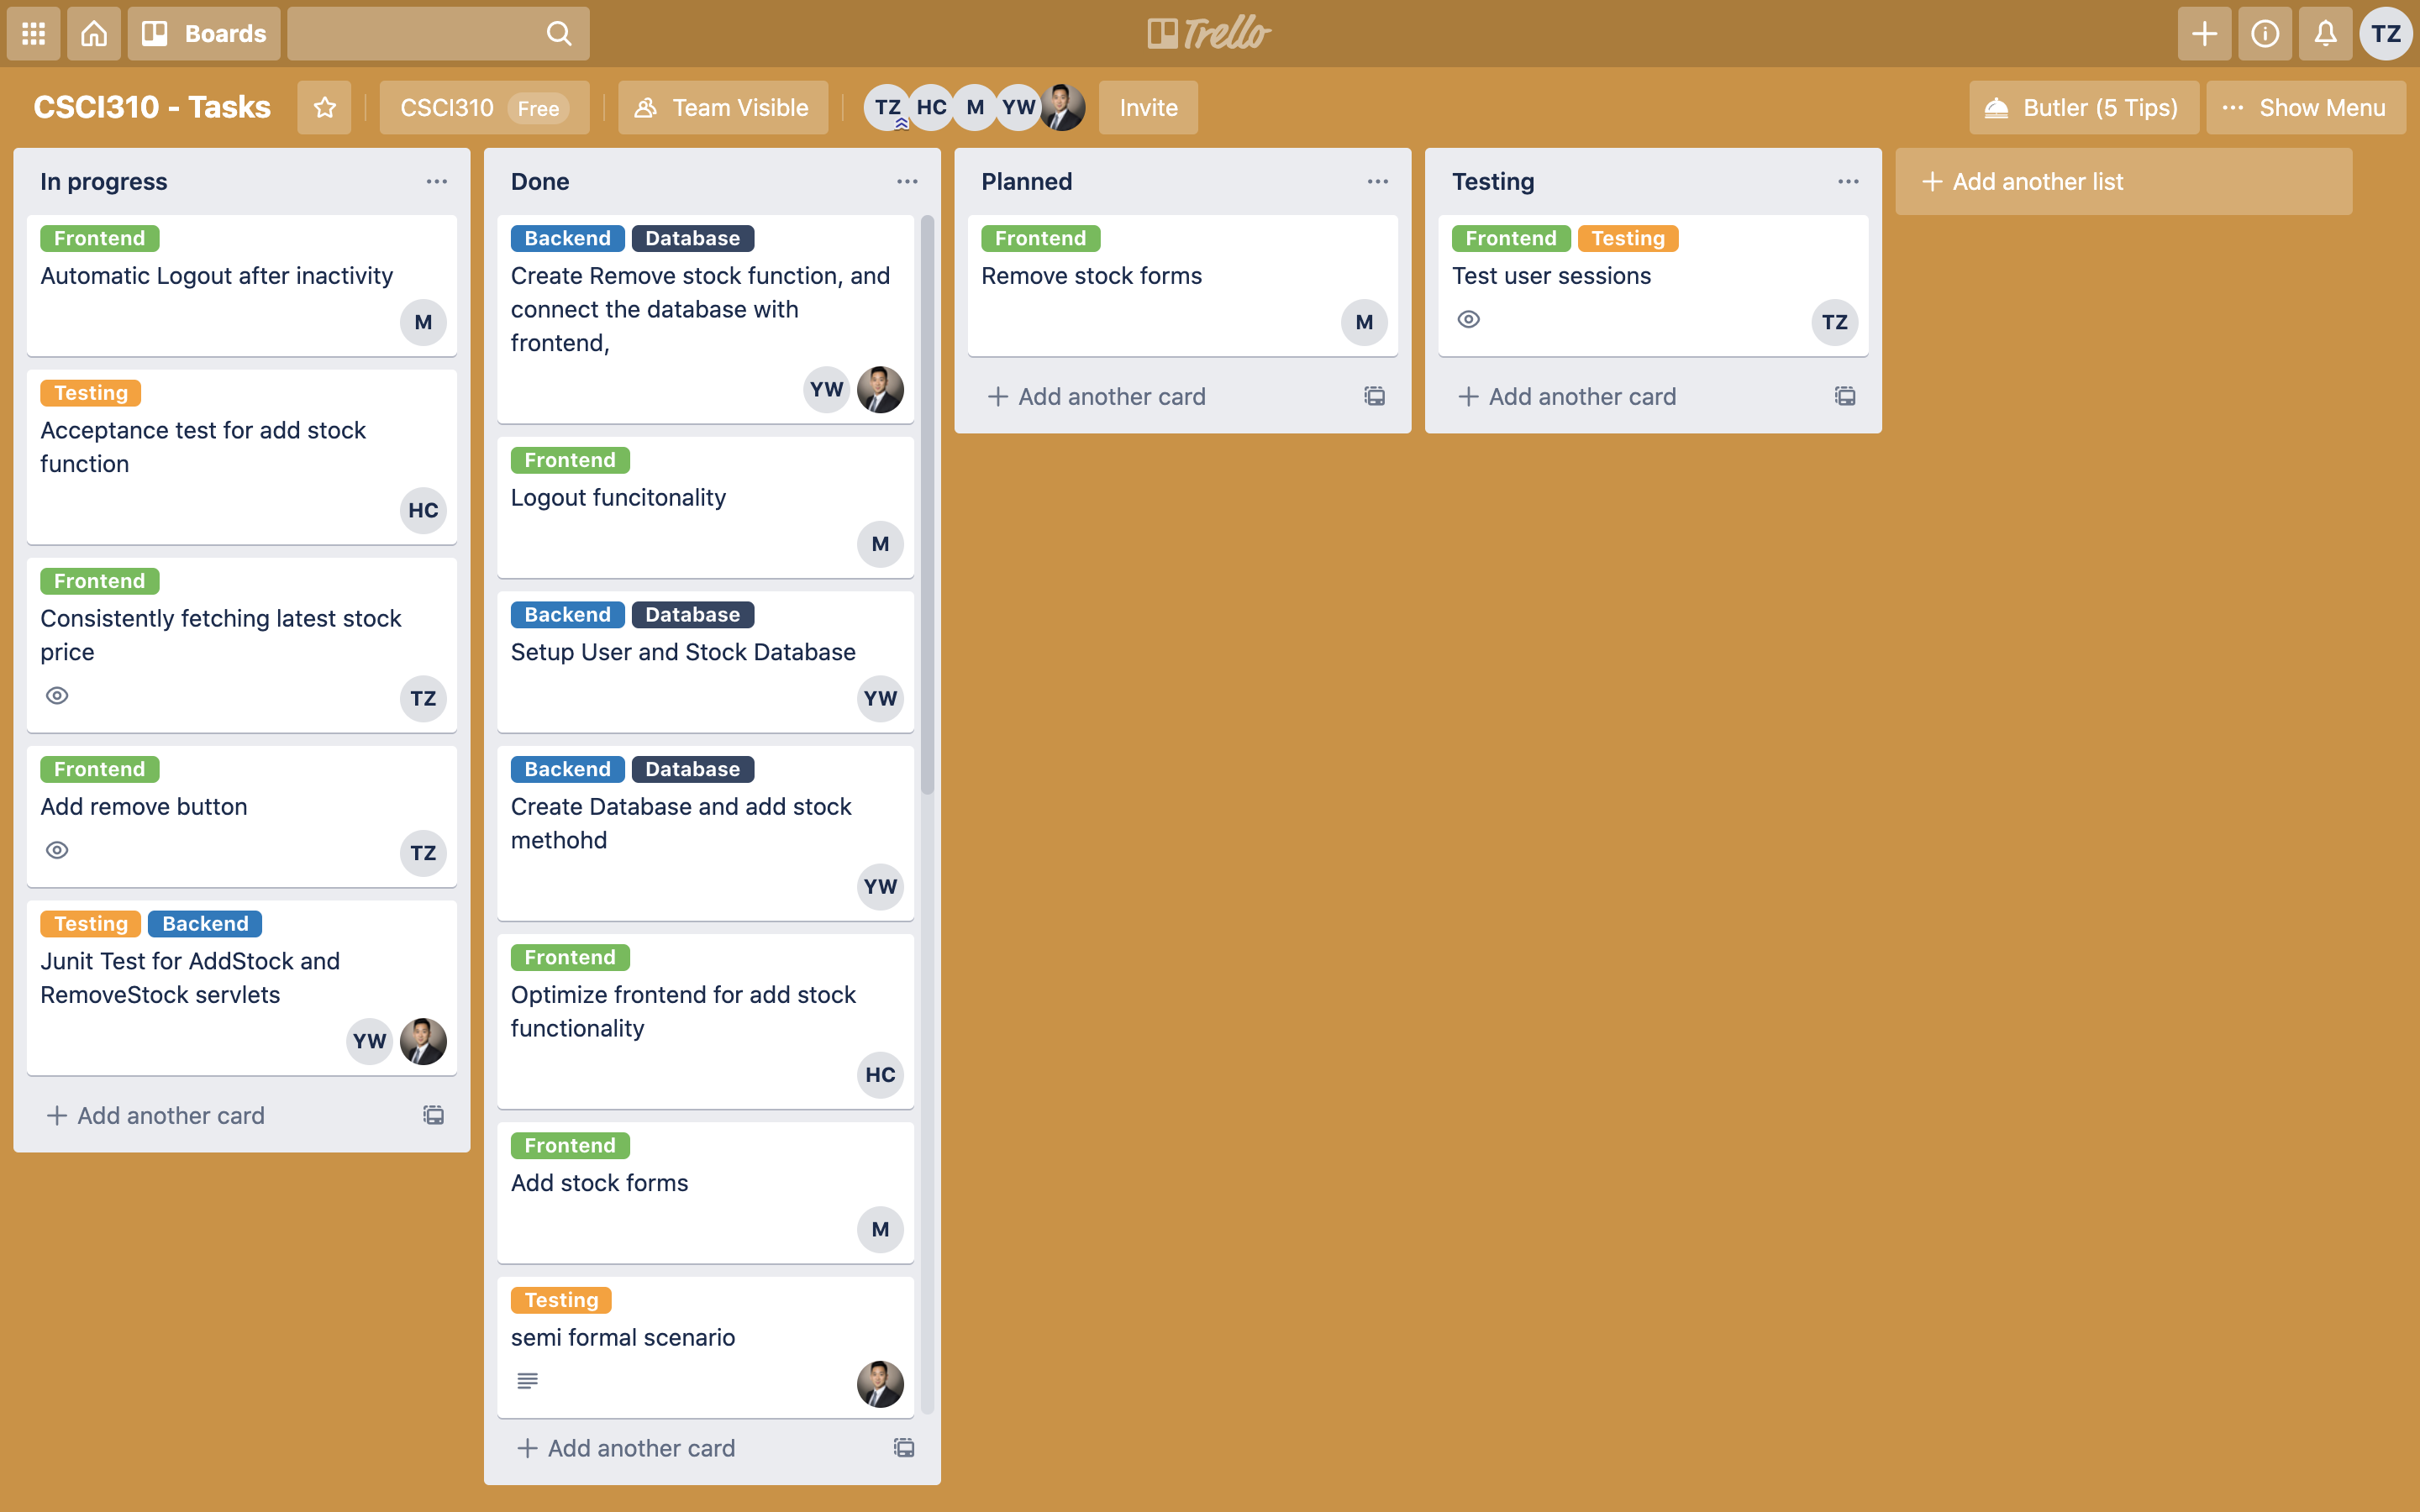 Boards
Trello
TZ
CSCI310 - Tasks
CSCI310 Free
Team Visible
TZ HC M YW
Invite
Butler (5 Tips)
Show Menu
In progress
Frontend
Automatic Logout after inactivity
M
Testing
Acceptance test for add stock
function
HC
Frontend
Consistently fetching latest stock
price
TZ
Frontend
Add remove button
TZ
Testing Backend
Junit Test for AddStock and
RemoveStock servlets
YW
Add another card
Done
Backend Database
Create Remove stock function, and
connect the database with
frontend,
YW
Frontend
Logout funcitonality
M
Backend Database
Setup User and Stock Database
YW
Backend Database
Create Database and add stock
methohd
YW
Frontend
Optimize frontend for add stock
functionality
HC
Frontend
Add stock forms
M
Testing
semi formal scenario
Add another card
Planned
Frontend
Remove stock forms
M
Add another card
Testing
Frontend Testing
Test user sessions
TZ
Add another card
Add another list